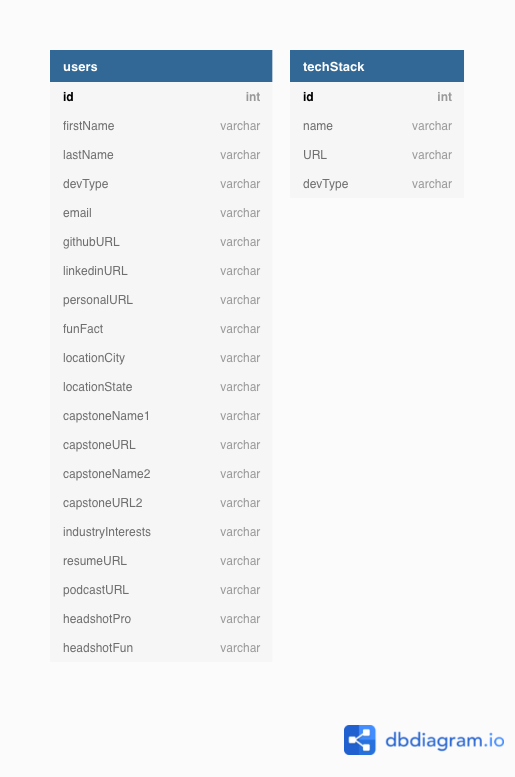 users
id int
firstName varchar
lastName varchar
devType varchar
email varchar
githubURL varchar
linkedinURL varchar
personalURL varchar
funFact varchar
locationCity varchar
locationState varchar
capstoneName1 varchar
capstoneURL varchar
capstoneName2 varchar
capstoneURL2 varchar
industryInterests varchar
resumeURL varchar
podcastURL varchar
headshotPro varchar
headshotFun varchar
techStack
id int
name varchar
URL varchar
devType varchar
dbdiagram.io